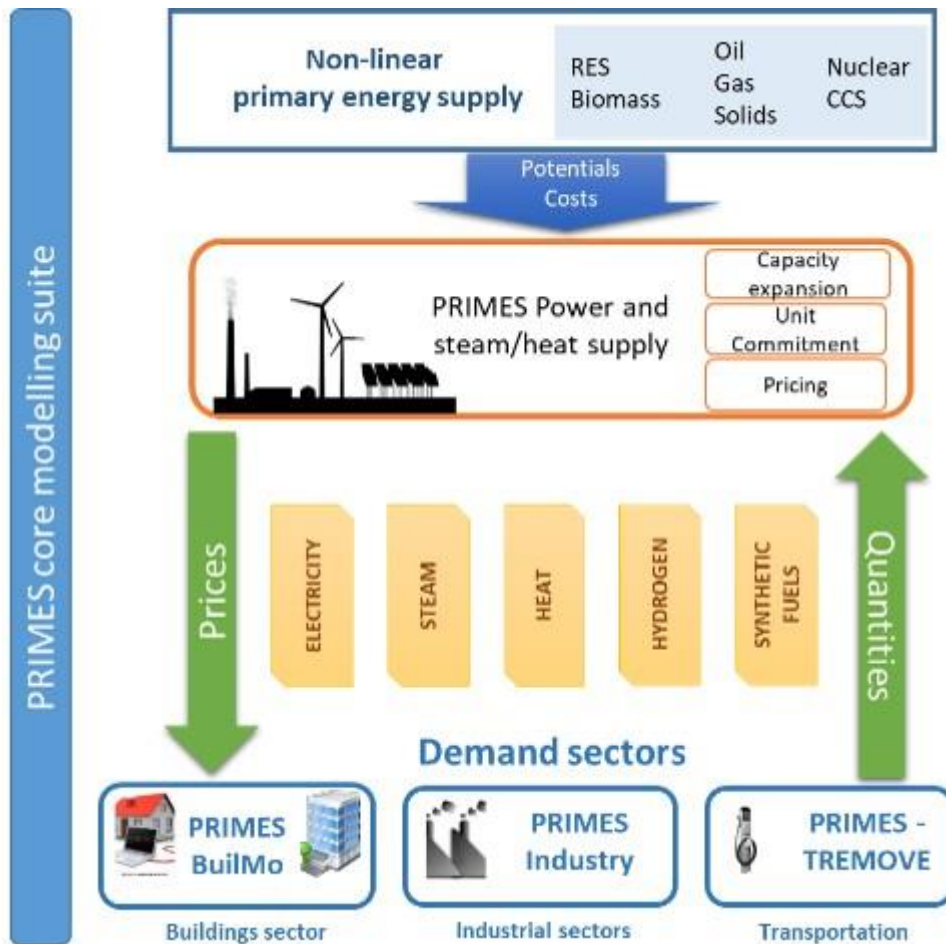 PRIMES core modelling suite
Non-linear
primary energy supply
RES
Biomass
Oil
Gas
Solids
Nuclear
CCS
Potentials
Costs
PRIMES Power and
steam/heat supply
Capacity
expansion
Unit
Commitment
Pricing
Prices
ELECTRICITY
STEAM
HEAT
HYDROGEN
SYNTHETIC
FUELS
Quantities
Demand sectors
PRIMES
BuilMo
PRIMES
Industry
PRIMES -
TREMOVE
Buildings sector
Industrial sectors
Transportation